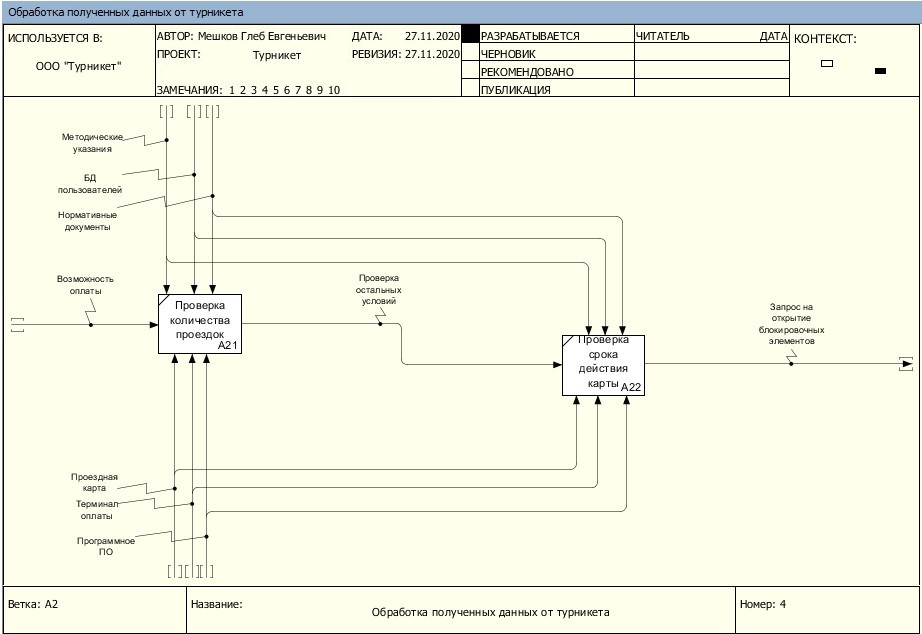 Обработка полученных данных от турникета
ИСПОЛЬЗУЕТСЯ В:
ООО "Турникет"
АВТОР: Мешков Глеб Евгеньевич
ДАТА: 27.11.2020
ПРОЕКТ: Турникет
РЕВИЗИЯ: 27.11.2020
ЗАМЕЧАНИЯ: 1 2 3 4 5 6 7 8 9 10
РАЗРАБАТЫВАЕТСЯ
ЧЕРНОВИК
РЕКОМЕНДОВАНО
ПУБЛИКАЦИЯ
ЧИТАТЕЛЬ
ДАТА
КОНТЕКСТ:
Методические
указания
БД
пользователей
Нормативные
документы
Возможность
оплаты
Проверка
количества
проездок
A21
Проверка
остальных
условий
Проверка
срока
действия
карты
A22
Запрос на
открытие
блокировочных
элементов
Проездная
карта
Терминал
оплаты
Программное
ПО
Ветка: A2
Название:
Обработка полученных данных от турникета
Номер: 4